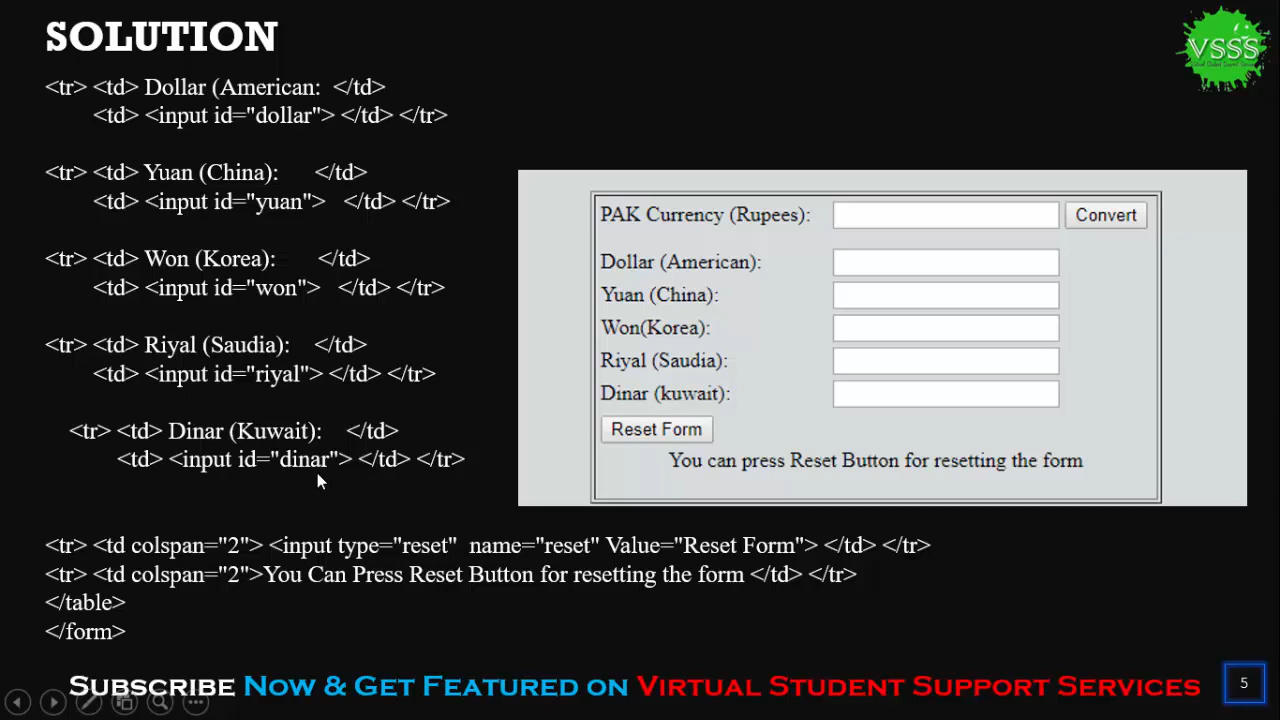 SOLUTION
VSSS
<tr> <td> Dollar (American: </td>
<td> <input id="dollar"> </td> </tr>
<tr> <td> Yuan (China): </td>
<td> <input id="yuan"> </td> </tr>
<tr> <td> Won (Korea): </td>
<td> <input id="won"> </td> </tr>
<tr> <td> Riyal (Saudia): </td>
<td> <input id="riyal"> </td> </tr>
<tr> <td> Dinar (Kuwait): </td>
<td> <input id="dinar"> </td> </tr>
PAK Currency (Rupees): Convert
Dollar (American):
Yuan (China):
Won(Korea):
Riyal (Saudia):
Dinar (kuwait):
Reset Form
You can press Reset Button for resetting the form
<tr> <td colspan="2"> <input type="reset" name="reset" Value="Reset Form"> </td> </tr>
<tr> <td colspan="2">You Can Press Reset Button for resetting the form </td> </tr>
</table>
</form>
SUBSCRIBE NOW & GET FEATURED ON VIRTUAL STUDENT SUPPORT SERVICES
5